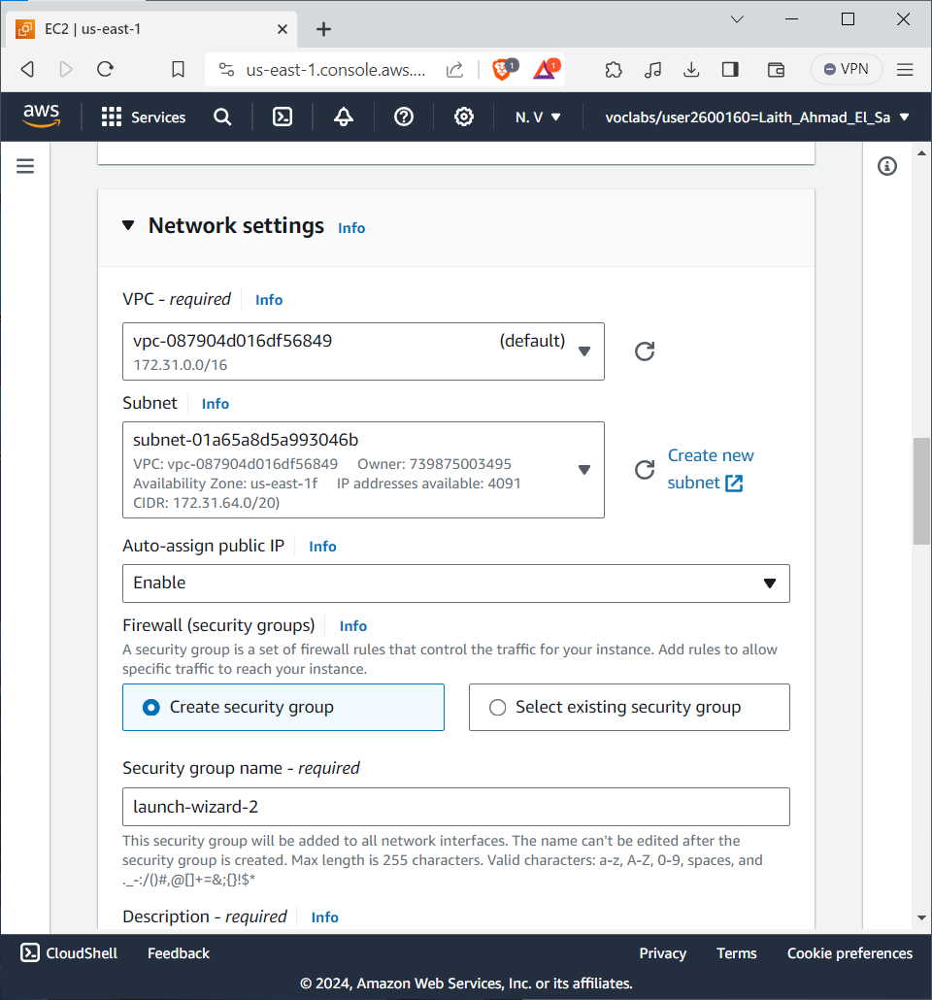 EC2 | us-east-1
us-east-1.console.aws....
1
1
VPN
aws
Services
N. V
voclabs/user2600160=Laith_Ahmad_El_Sa
Network settings Info
VPC - required Info
vpc-087904d016df56849 (default)
172.31.0.0/16
Subnet Info
subnet-01a65a8d5a993046b
VPC: vpc-087904d016df56849 Owner: 739875003495
Availability Zone: us-east-1f IP addresses available: 4091
CIDR: 172.31.64.0/20)
Create new
subnet
Auto-assign public IP Info
Enable
Firewall (security groups) Info
A security group is a set of firewall rules that control the traffic for your instance. Add rules to allow
specific traffic to reach your instance.
Create security group
Select existing security group
Security group name - required
launch-wizard-2
This security group will be added to all network interfaces. The name can't be edited after the
security group is created. Max length is 255 characters. Valid characters: a-z, A-Z, 0-9, spaces, and
._-:/()#,@[]+=&;{}!$*
Description - required Info
CloudShell Feedback Privacy Terms Cookie preferences
© 2024, Amazon Web Services, Inc. or its affiliates.